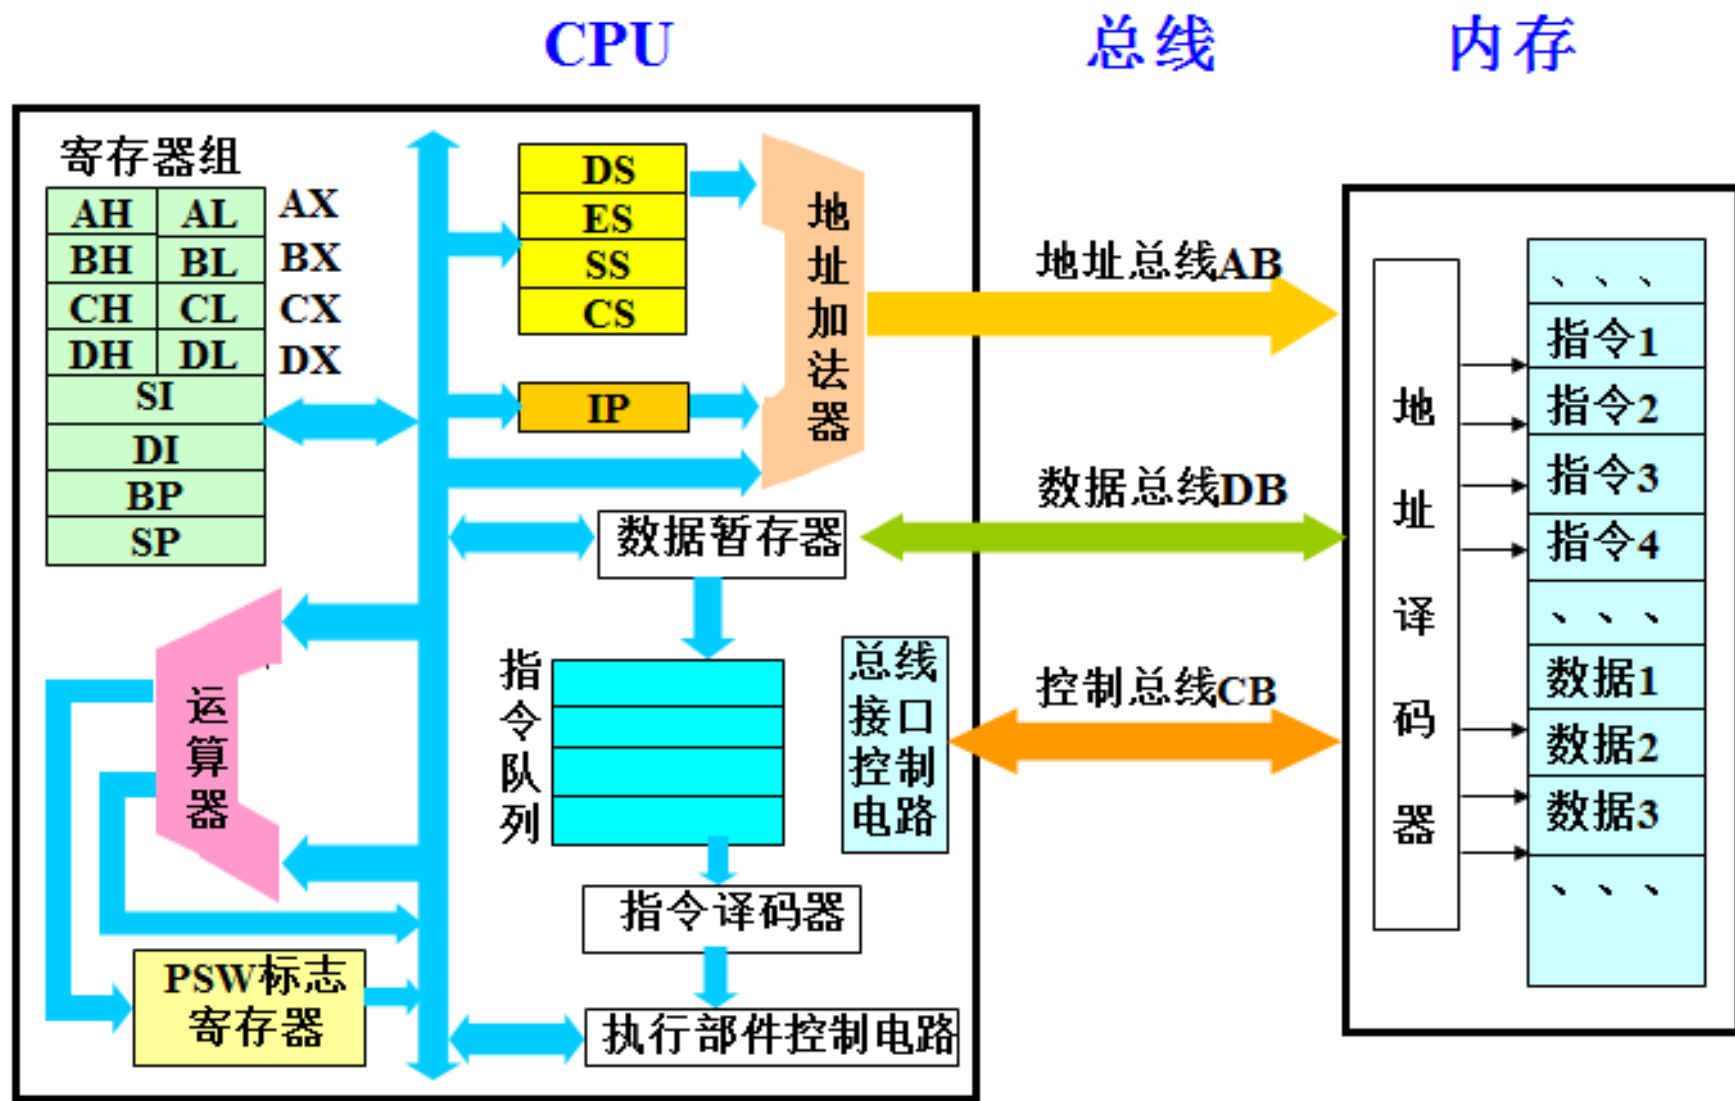 CPU
总线
内存
寄存器组
AH
AL
AX
BH
BL
BX
CH
CL
CX
DH
DL
DX
SI
DI
BP
SP
DS
ES
SS
CS
IP
地址加法器
数据暂存器
指令队列
总线
接口
控制
电路
指令译码器
执行部件控制电路
运算器
PSW标志
寄存器
地址总线AB
数据总线DB
控制总线CB
地址译码器
、、、
指令1
指令2
指令3
指令4
、、、
数据1
数据2
数据3
、、、